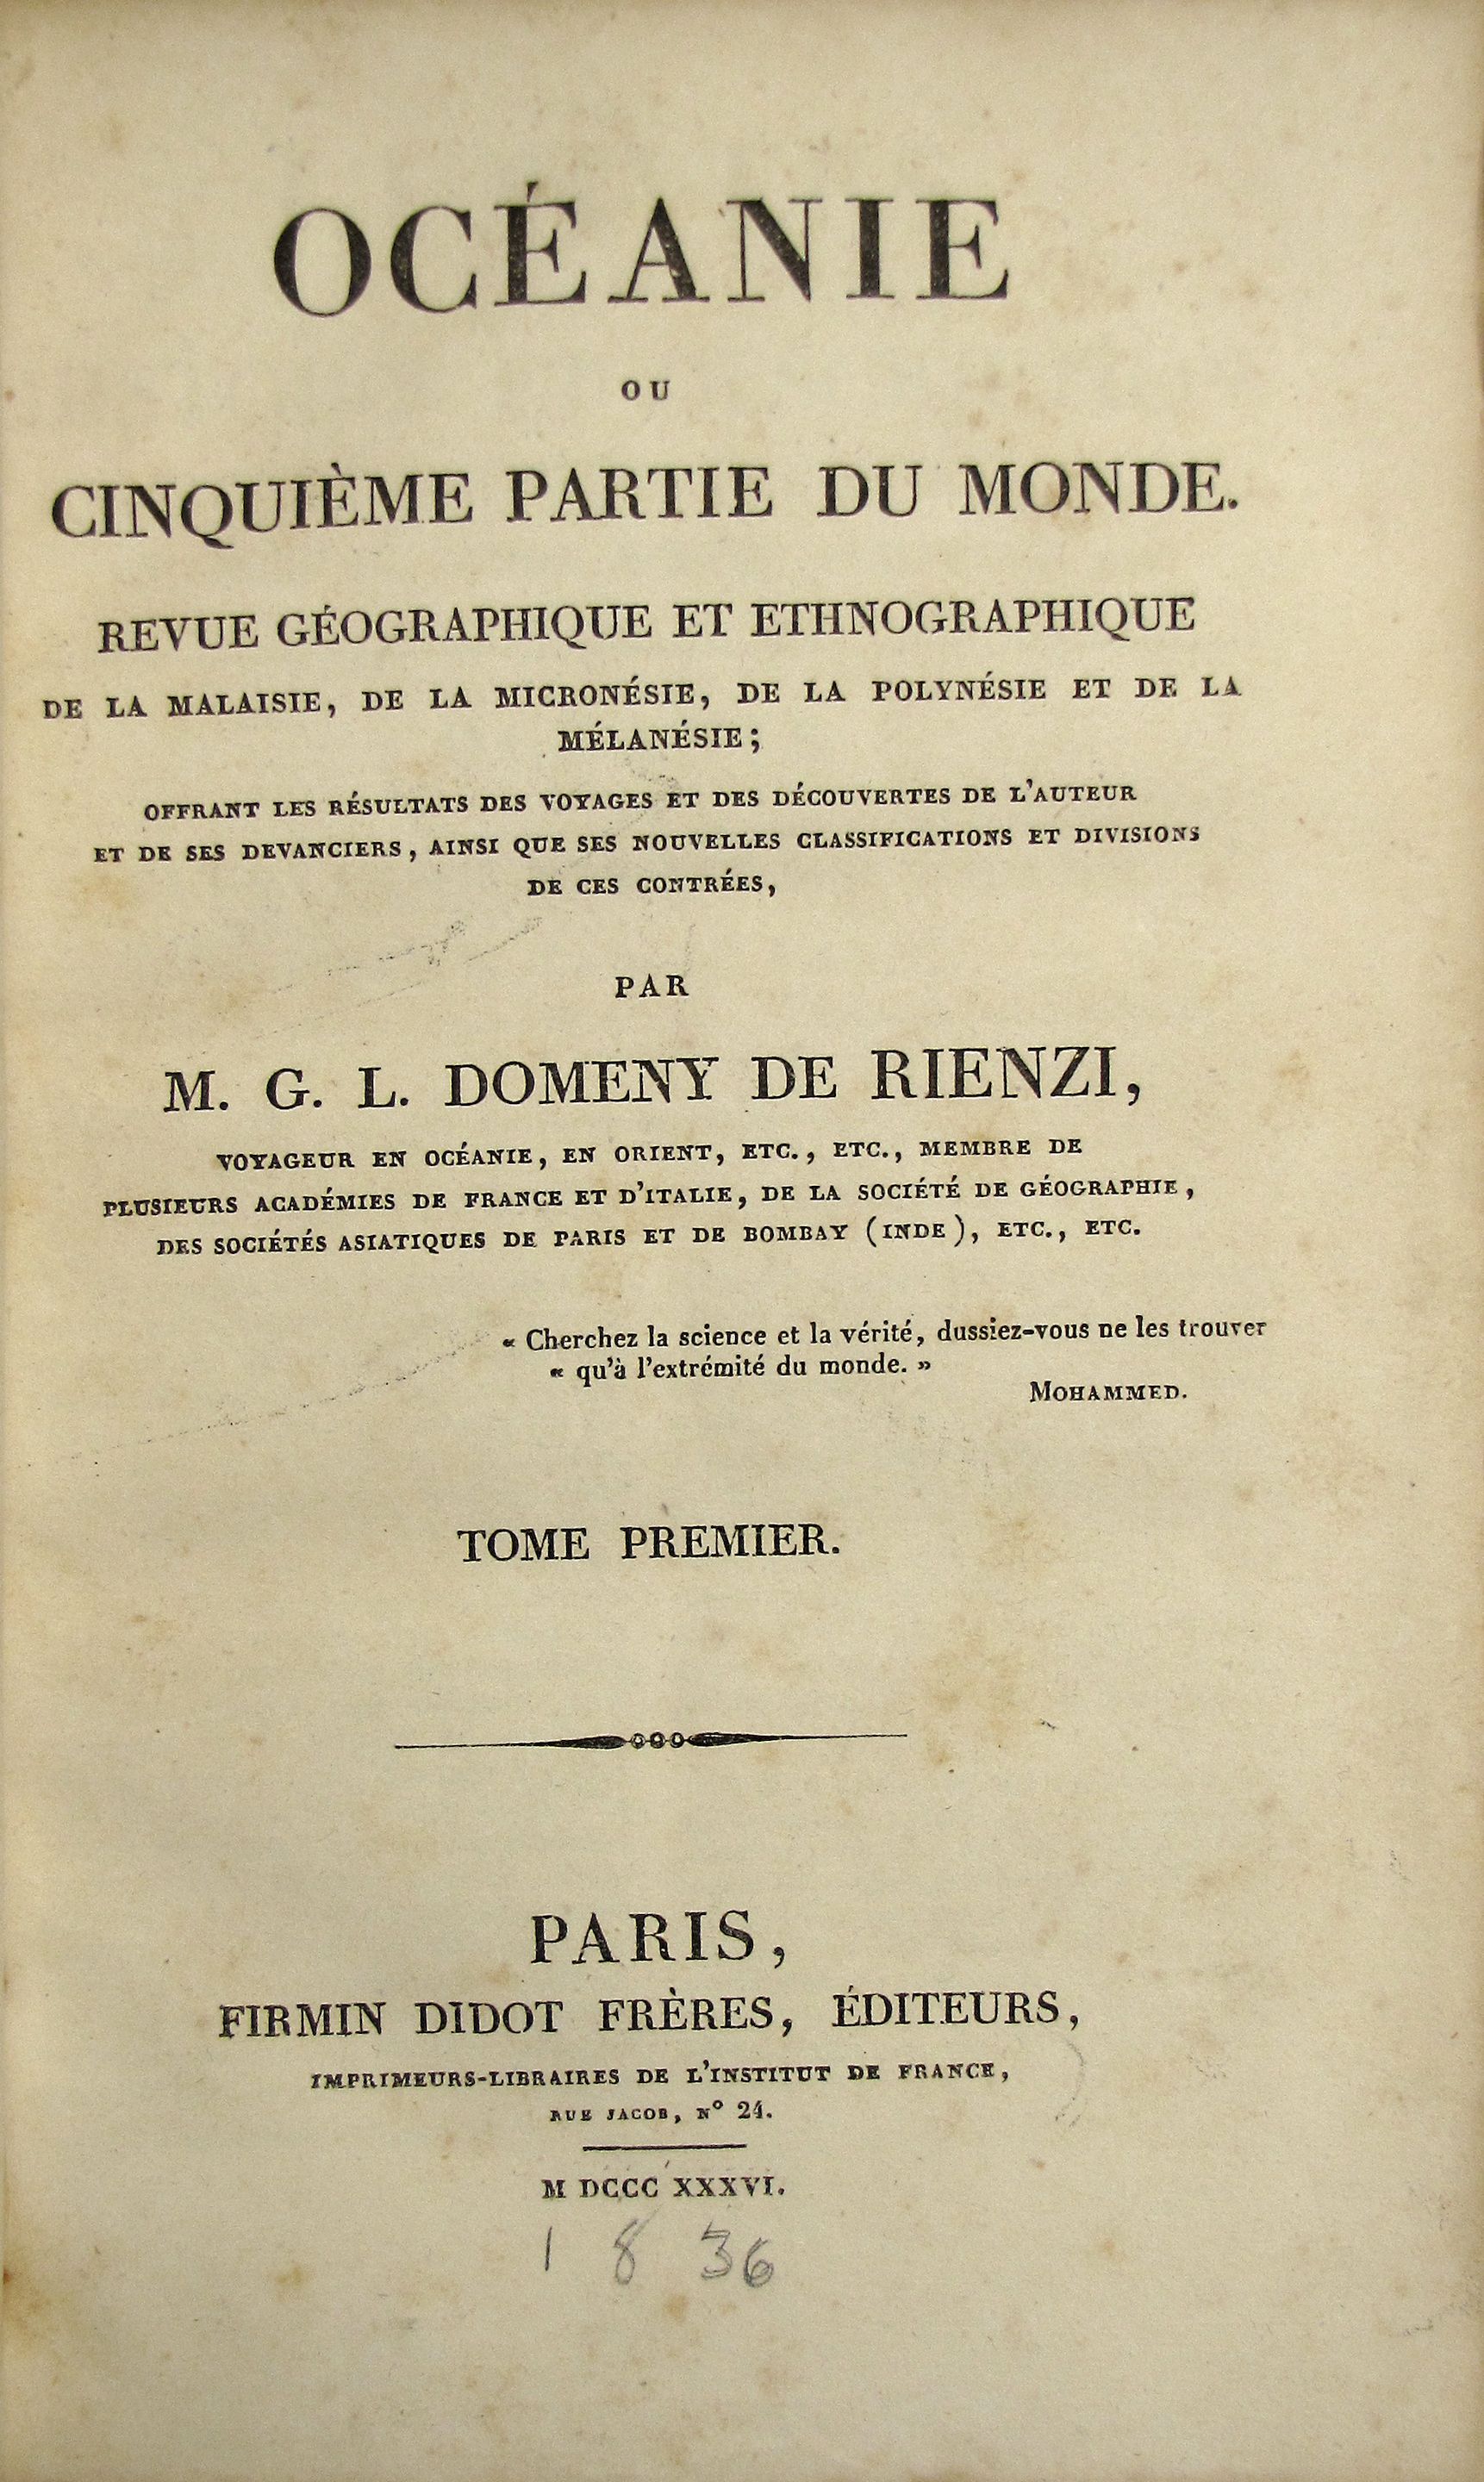 OCÉANIE
OU
CINQUIÈME PARTIE DU MONDE.
REVUE GÉOGRAPHIQUE ET ETHNOGRAPHIQUE
DE LA MALAISIE, DE LA MICRONÉSIE, DE LA POLYNÉSIE ET DE LA
MÉLANÉSIE;
OFFRANT LES RÉSULTATS DES VOYAGES ET DES DÉCOUVERTES DE L'AUTEUR
ET DE SES DEVANCIERS, AINSI QUE SES NOUVELLES CLASSIFICATIONS ET DIVISIONS
DE CES CONTRÉES,
PAR
M. G. L. DOMENY DE RIENZI,
VOYAGEUR EN OCÉANIE, EN ORIENT, ETC., ETC., MEMBRE DE
PLUSIEURS ACADÉMIES DE FRANCE ET D'ITALIE, DE LA SOCIÉTÉ DE GÉOGRAPHIE,
DES SOCIÉTÉS ASIATIQUES DE PARIS ET DE BOMBAY (INDE), ETC., ETC.
« Cherchez la science et la vérité, dussiez-vous ne les trouver
« qu'à l'extrémité du monde. »
MOHAMMED.
TOME PREMIER.
PARIS,
FIRMIN DIDOT FRÈRES, ÉDITEURS,
IMPRIMEURS-LIBRAIRES DE L'INSTITUT DE FRANCE,
RUE JACOB, N° 24.
M DCCC XXXVI.
1 8 36